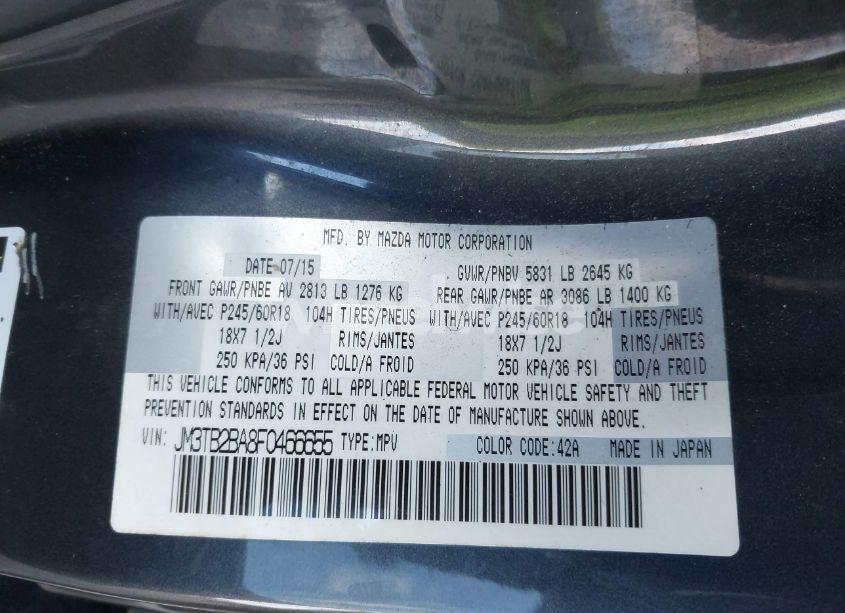 MFD. BY MAZDA MOTOR CORPORATION
DATE 07/15 GVWR/PNBV 5831 LB 2645 KG
FRONT GAWR/PNBE AV 2813 LB 1276 KG REAR GAWR/PNBE AR 3086 LB 1400 KG
WITH/AVEC P245/60R18 104H TIRES/PNEUS WITH/AVEC P245/60R18 104H TIRES/PNEUS
18X7 1/2J RIMS/JANTES 18X7 1/2J RIMS/JANTES
250 KPA/36 PSI COLD/A FROID 250 KPA/36 PSI COLD/A FROID
THIS VEHICLE CONFORMS TO ALL APPLICABLE FEDERAL MOTOR VEHICLE SAFETY AND THEFT
PREVENTION STANDARDS IN EFFECT ON THE DATE OF MANUFACTURE SHOWN ABOVE.
VIN: JM3TB2BA8F0466655 TYPE:MPV COLOR CODE:42A MADE IN JAPAN